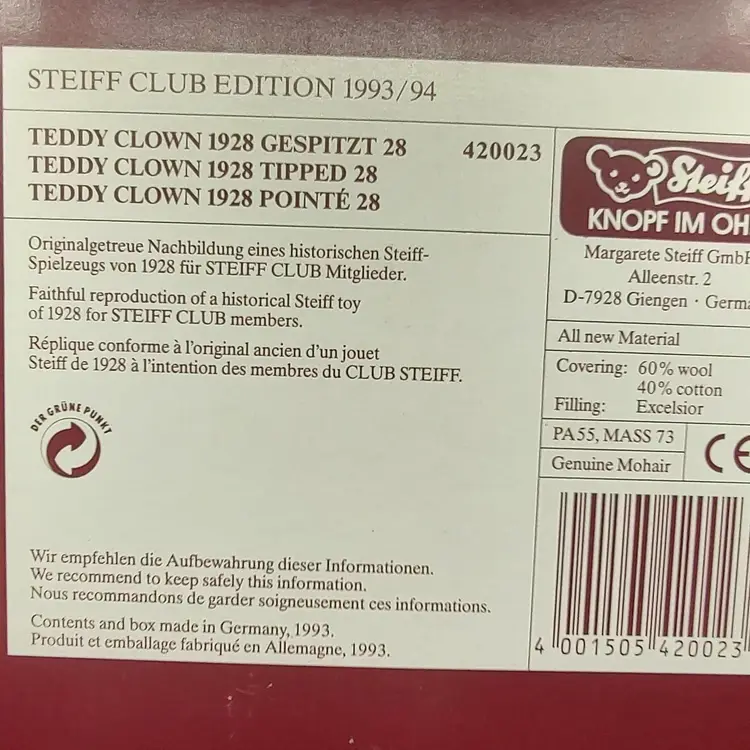 STEIFF CLUB EDITION 1993/94
TEDDY CLOWN 1928 GESPITZT 28 420023
TEDDY CLOWN 1928 TIPPED 28
TEDDY CLOWN 1928 POINTÉ 28
Originalgetreue Nachbildung eines historischen Steiff-
Spielzeugs von 1928 für STEIFF CLUB Mitglieder.
Faithful reproduction of a historical Steiff toy
of 1928 for STEIFF CLUB members.
Réplique conforme à l'original ancien d'un jouet
Steiff de 1928 à l'intention des membres du CLUB STEIFF.
DER GRÜNE PUNKT
Wir empfehlen die Aufbewahrung dieser Informationen.
We recommend to keep safely this information.
Nous recommandons de garder soigneusement ces informations.
Contents and box made in Germany, 1993.
Produit et emballage fabriqué en Allemagne, 1993.
Steiff
KNOPF IM OH
Margarete Steiff GmbH
Alleenstr. 2
D-7928 Giengen · Germa
All new Material
Covering: 60% wool
40% cotton
Filling: Excelsior
PA55, MASS 73
Genuine Mohair
CE
4 001505 420023